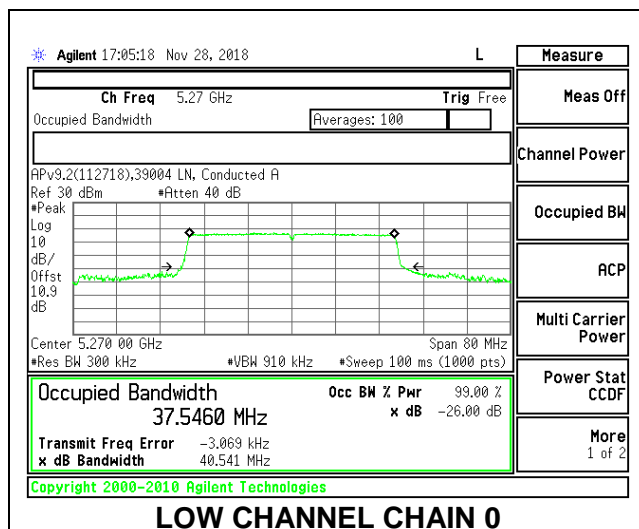 Agilent 17:05:18 Nov 28, 2018 L
Measure
Ch Freq 5.27 GHz Trig Free
Occupied Bandwidth Averages: 100
APv9.2(112718),39004 LN, Conducted A
Ref 30 dBm #Atten 40 dB
#Peak
Log
10
dB/
Offst
10.9
dB
Center 5.270 00 GHz Span 80 MHz
#Res BW 300 kHz #VBW 910 kHz #Sweep 100 ms (1000 pts)
Occupied Bandwidth Occ BW % Pwr 99.00 %
37.5460 MHz x dB -26.00 dB
Transmit Freq Error -3.069 kHz
x dB Bandwidth 40.541 MHz
Copyright 2000-2010 Agilent Technologies
Meas Off
Channel Power
Occupied BW
ACP
Multi Carrier
Power
Power Stat
CCDF
More
1 of 2
LOW CHANNEL CHAIN 0